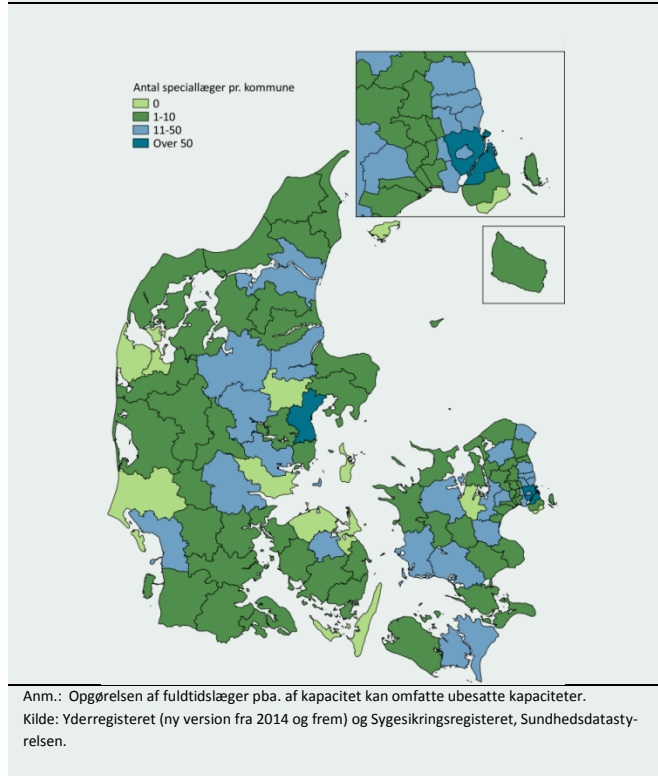 Antal speciallæger pr. kommune
0
1-10
11-50
Over 50
Anm.: Opgørelsen af fuldtidslæger pba. af kapacitet kan omfatte ubesatte kapaciteter.
Kilde: Yderregisteret (ny version fra 2014 og frem) og Sygesikringsregisteret, Sundhedsdatasty-
relsen.